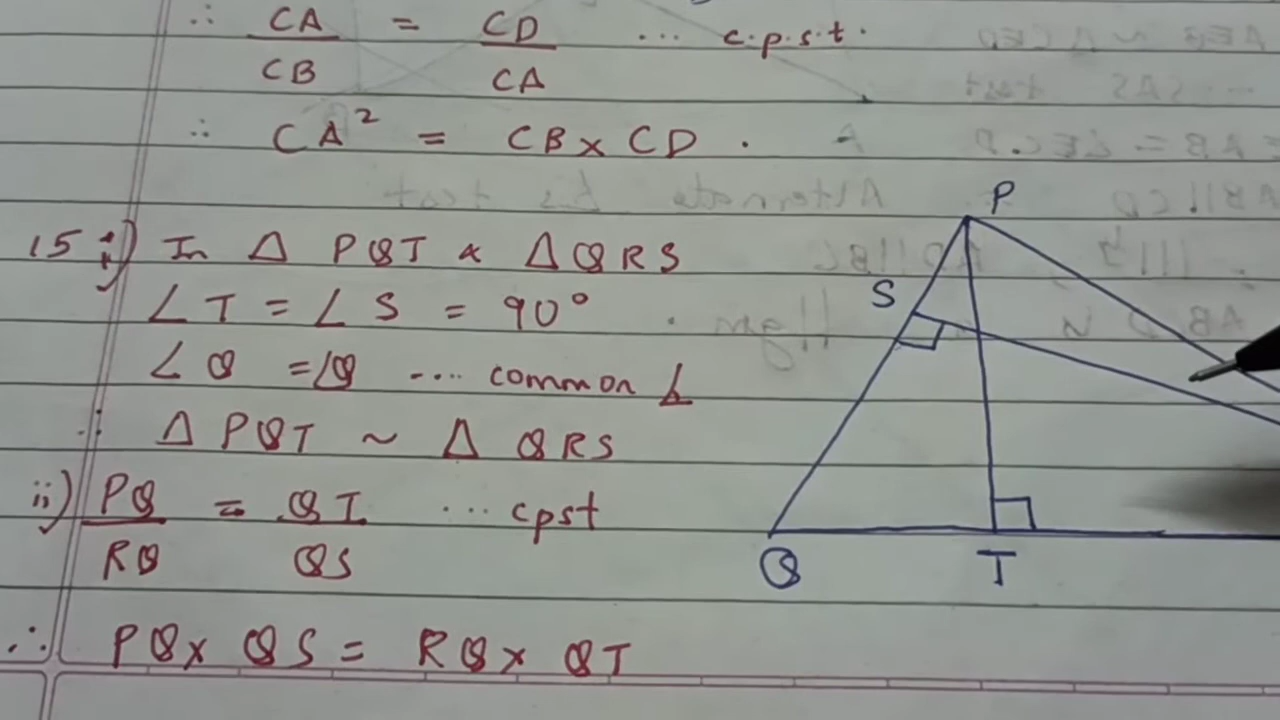 ∴ CA/CB = CD/CA ... c.p.s.t.
∴ CA² = CB × CD .
15 i) In Δ PQT & ΔQRS
∠T = ∠S = 90°
∠Q = ∠Q .... common ∠
∴ Δ PQT ~ Δ QRS
ii) PQ/RQ = QT/QS ... cpst
∴ PQ × QS = RQ × QT
P
S
Q
T